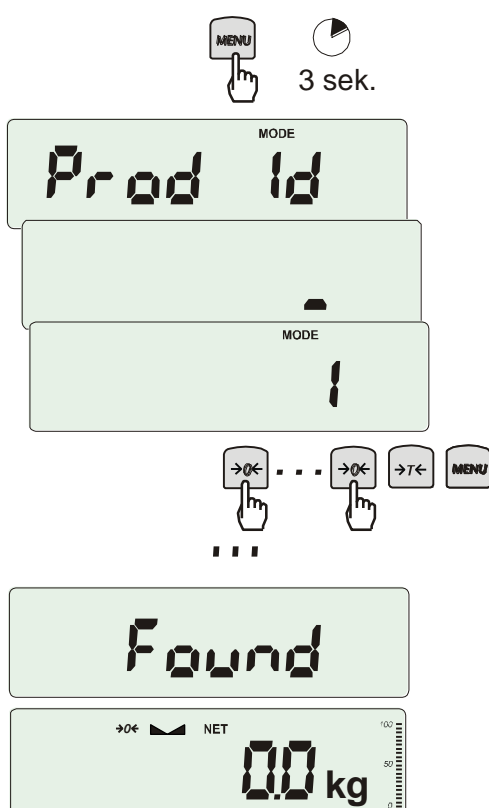 MENU
3 sek.
MODE
Prod Id
_
MODE
1
→0← ... →0← →T← MENU
...
Found
→0← NET 100
50
0.0 kg
0